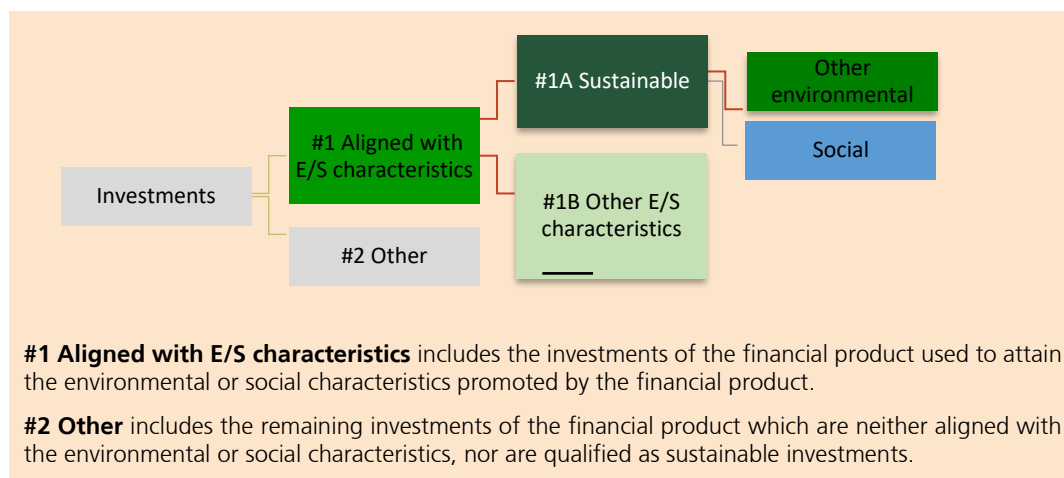 Investments
#1 Aligned with
E/S characteristics
#2 Other
#1A Sustainable
#1B Other E/S
characteristics
Other
environmental
Social
#1 Aligned with E/S characteristics includes the investments of the financial product used to attain
the environmental or social characteristics promoted by the financial product.
#2 Other includes the remaining investments of the financial product which are neither aligned with
the environmental or social characteristics, nor are qualified as sustainable investments.